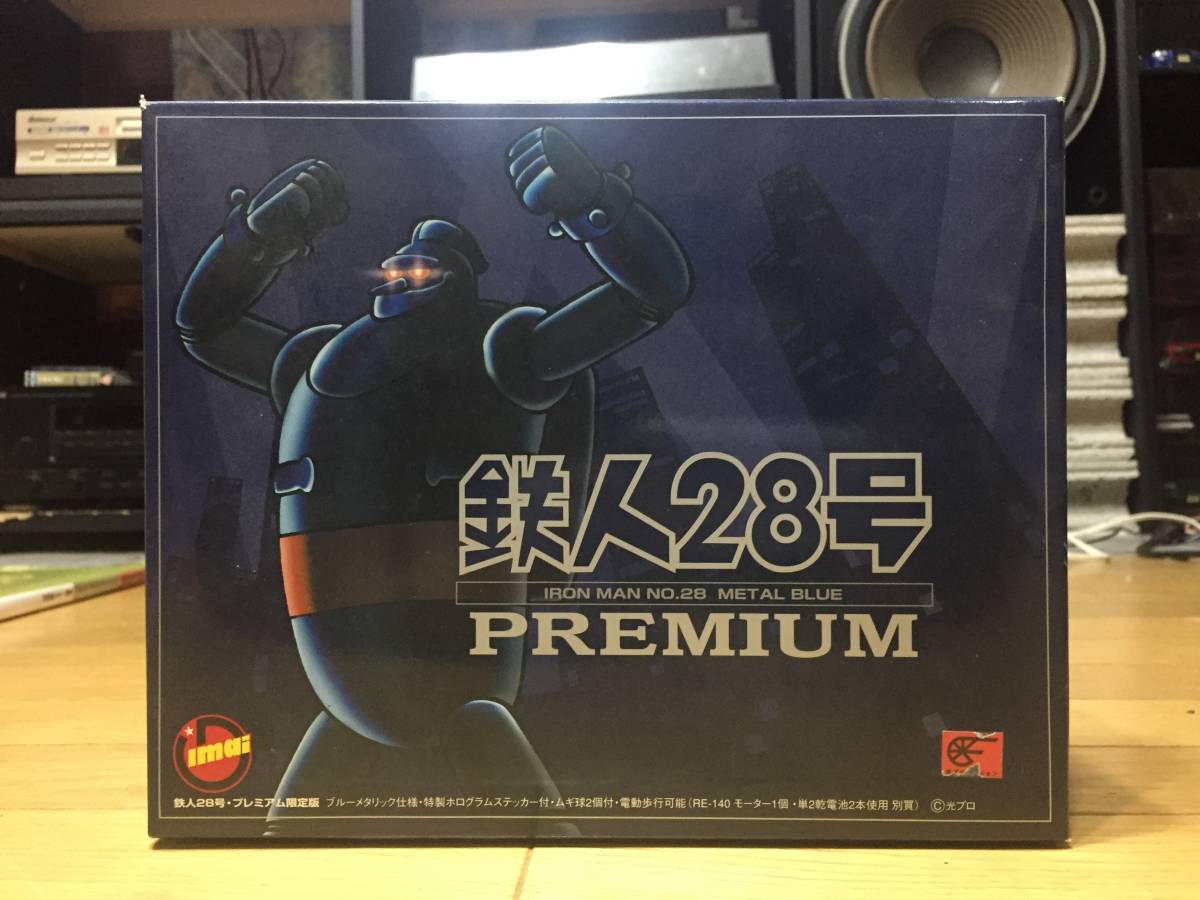 鉄人28号
IRON MAN NO.28 METAL BLUE
PREMIUM
imai
鉄人28号・プレミアム限定版 ブルーメタリック仕様・特製ホログラムステッカー付・ムギ球2個付・電動歩行可能(RE-140 モーター1個・単2乾電池2本使用 別買) ©光プロ